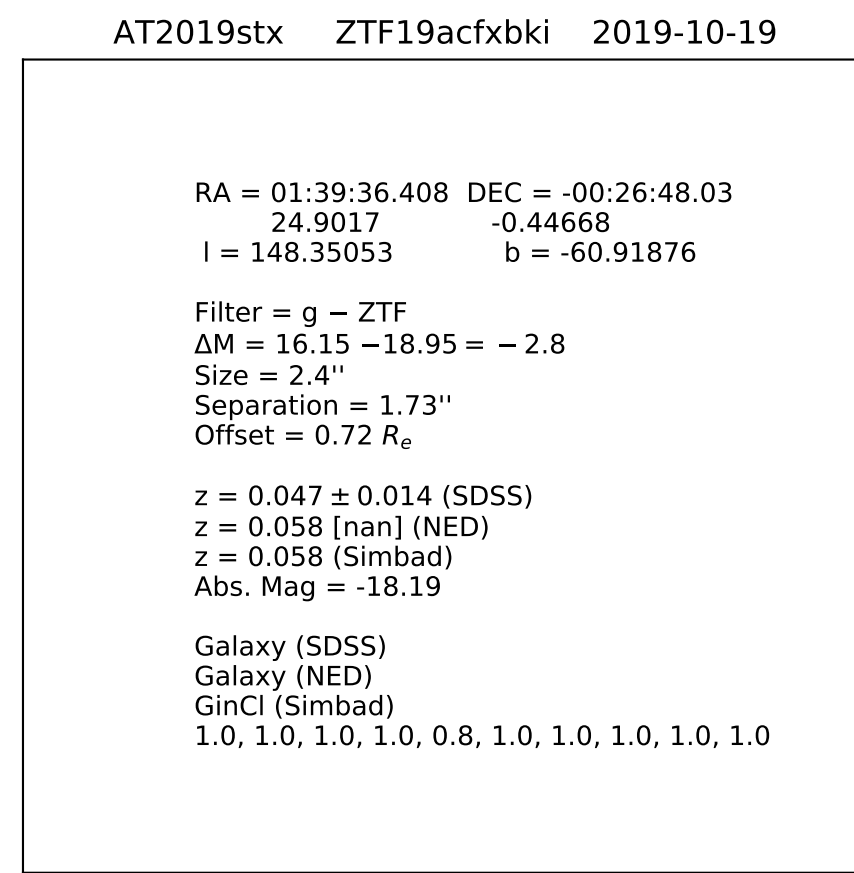 AT2019stx ZTF19acfxbki 2019-10-19
RA = 01:39:36.408 DEC = -00:26:48.03
24.9017 -0.44668
l = 148.35053 b = -60.91876
Filter = g − ZTF
ΔM = 16.15 −18.95 = − 2.8
Size = 2.4''
Separation = 1.73''
Offset = 0.72 Re
z = 0.047 ± 0.014 (SDSS)
z = 0.058 [nan] (NED)
z = 0.058 (Simbad)
Abs. Mag = -18.19
Galaxy (SDSS)
Galaxy (NED)
GinCl (Simbad)
1.0, 1.0, 1.0, 1.0, 0.8, 1.0, 1.0, 1.0, 1.0, 1.0